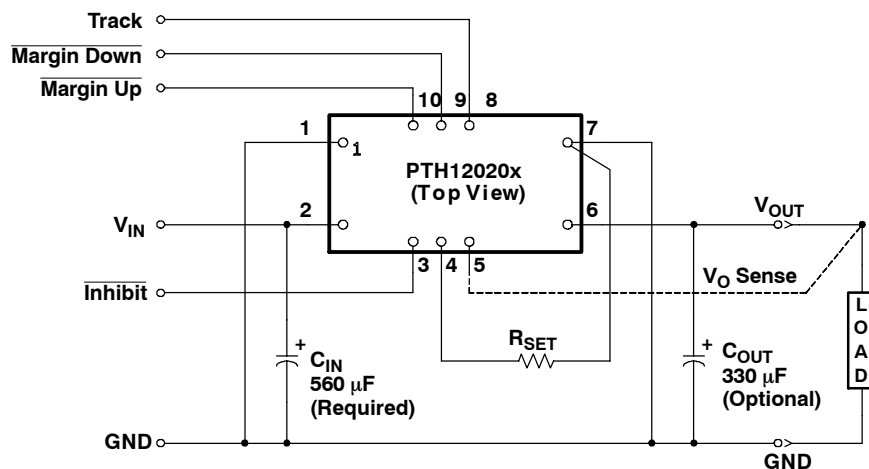 Track
Margin Down
Margin Up
10 9 8
1
7
1
PTH12020x
(Top View)
VIN
2
6
VOUT
3 4 5
Inhibit
VO Sense
RSET
+
CIN
560 μF
(Required)
+
COUT
330 μF
(Optional)
L
O
A
D
GND
GND